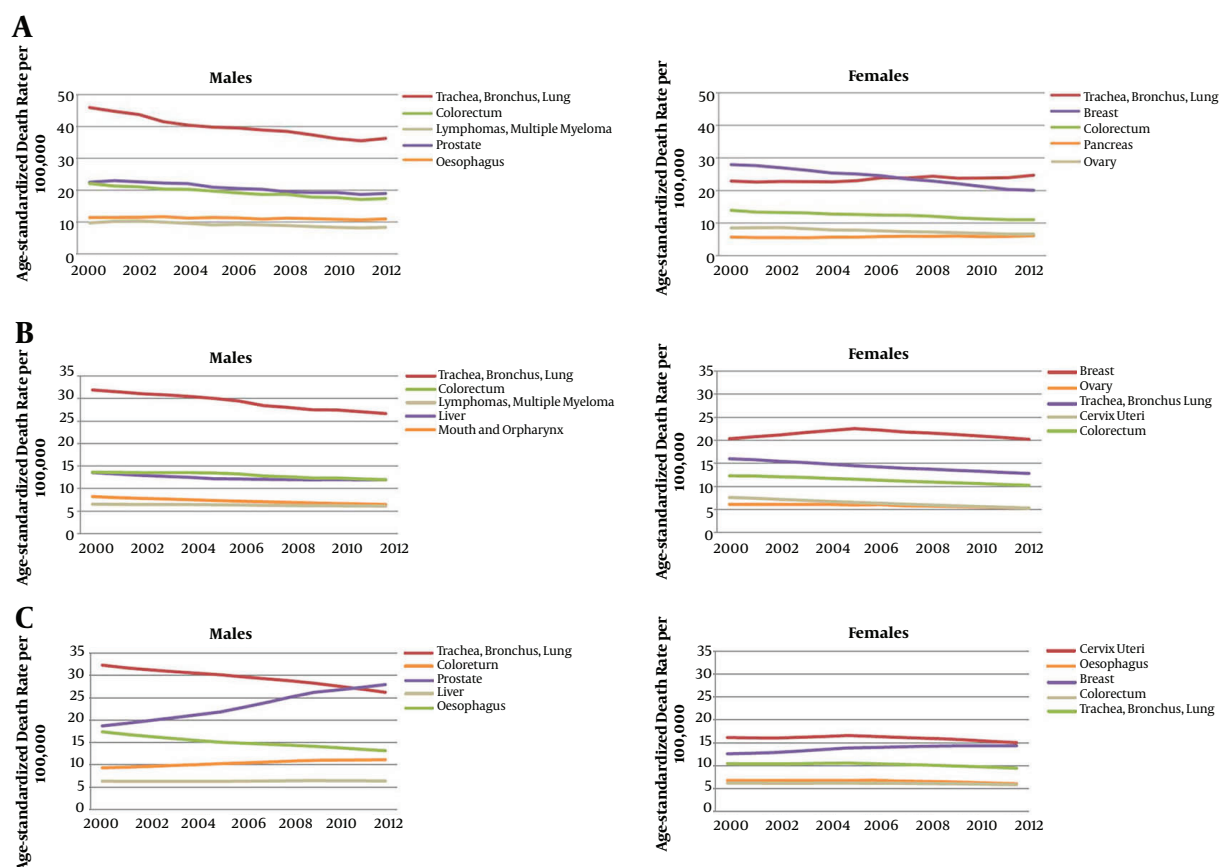 A
Males
Age-standardized Death Rate per
100,000
50
40
30
20
10
0
2000 2002 2004 2006 2008 2010 2012
Trachea, Bronchus, Lung
Colorectum
Lymphomas, Multiple Myeloma
Prostate
Oesophagus
Females
Age-standardized Death Rate per
100,000
50
40
30
20
10
0
2000 2002 2004 2006 2008 2010 2012
Trachea, Bronchus, Lung
Breast
Colorectum
Pancreas
Ovary
B
Males
Age-standardized Death Rate per
100,000
35
30
25
20
15
10
5
0
2000 2002 2004 2006 2008 2010 2012
Trachea, Bronchus, Lung
Colorectum
Lymphomas, Multiple Myeloma
Liver
Mouth and Orpharynx
Females
Age-standardized Death Rate per
100,000
35
30
25
20
15
10
5
0
2000 2002 2004 2006 2008 2010 2012
Breast
Ovary
Trachea, Bronchus Lung
Cervix Uteri
Colorectum
C
Males
Age-standardized Death Rate per
100,000
35
30
25
20
15
10
5
0
2000 2002 2004 2006 2008 2010 2012
Trachea, Bronchus, Lung
Coloreturn
Prostate
Liver
Oesophagus
Females
Age-standardized Death Rate per
100,000
35
30
25
20
15
10
5
0
2000 2002 2004 2006 2008 2010 2012
Cervix Uteri
Oesophagus
Breast
Colorectum
Trachea, Bronchus, Lung